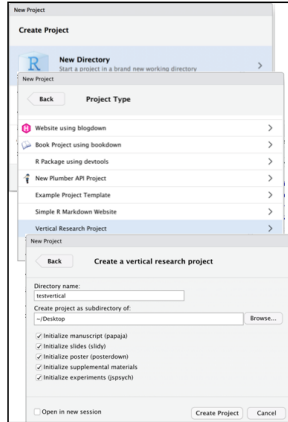 New Project
Create Project
New Directory
Start a project in a brand new working directory
New Project
Back
Project Type
Website using blogdown
Book Project using bookdown
R Package using devtools
New Plumber API Project
Example Project Template
Simple R Markdown Website
Vertical Research Project
New Project
Back
Create a vertical research project
Directory name:
testvertical
Create project as subdirectory of:
~/Desktop
Browse...
Initialize manuscript (papaja)
Initialize slides (slidy)
Initialize poster (posterdown)
Initialize supplemental materials
Initialize experiments (jspsych)
Open in new session
Create Project
Cancel